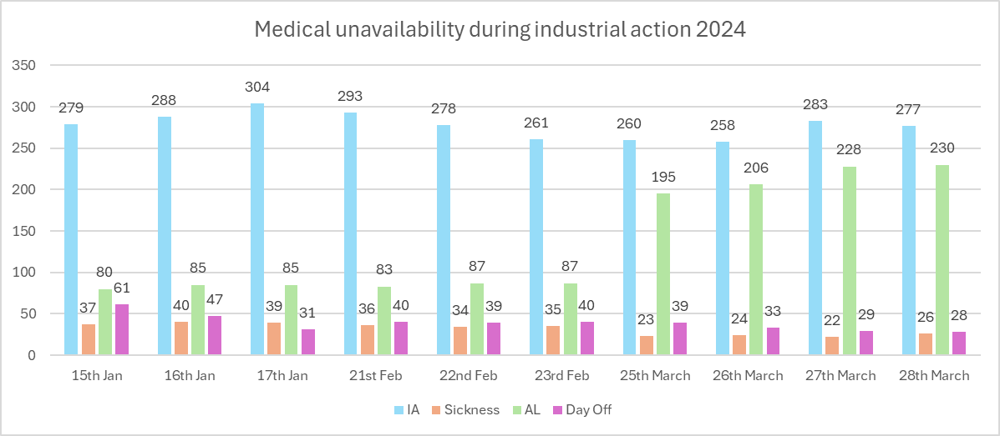 Medical unavailability during industrial action 2024
350
300
250
200
150
100
50
0
279 37 80 61
288 40 85 47
304 39 85 31
293 36 83 40
278 34 87 39
261 35 87 40
260 23 195 39
258 24 206 33
283 22 228 29
277 26 230 28
15th Jan 16th Jan 17th Jan 21st Feb 22nd Feb 23rd Feb 25th March 26th March 27th March 28th March
IA Sickness AL Day Off